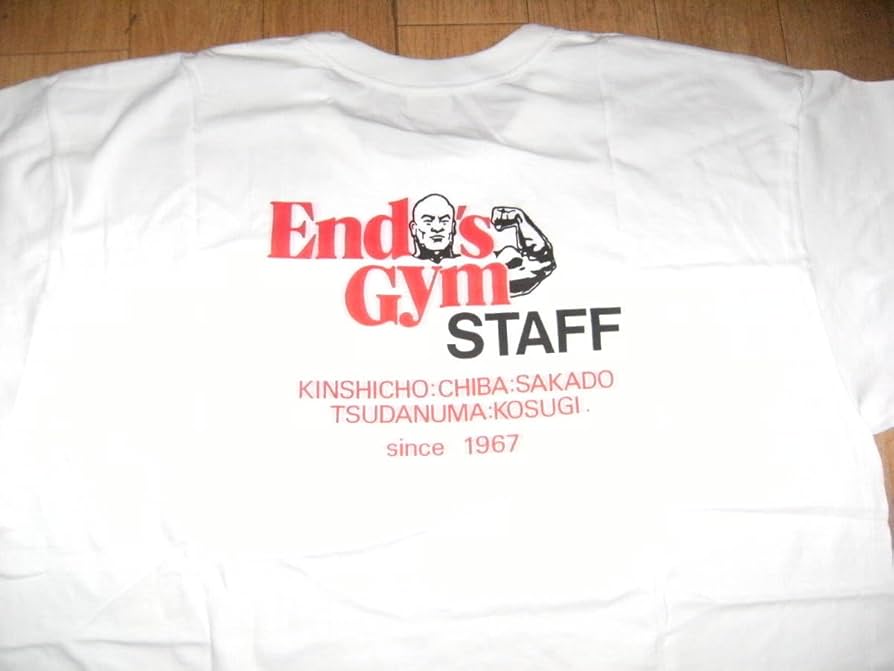 Endo's
Gym
STAFF
KINSHICHO:CHIBA:SAKADO
TSUDANUMA:KOSUGI.
since 1967